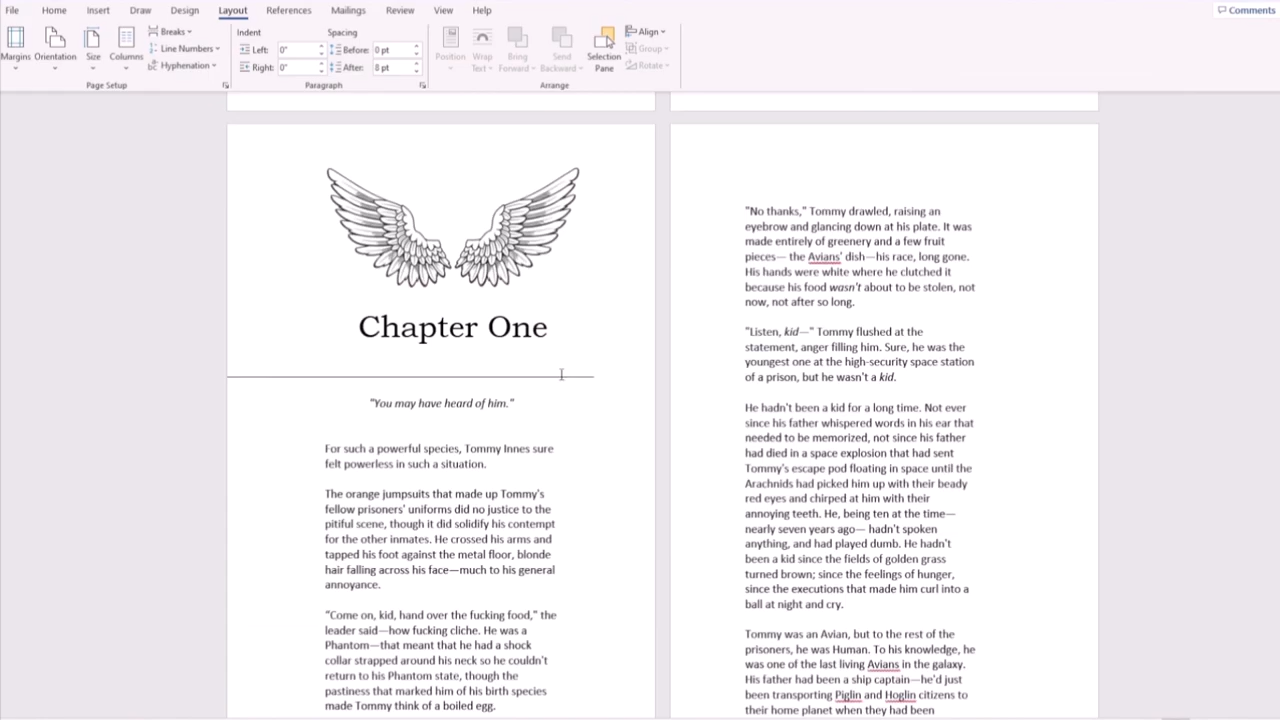 File Home Insert Draw Design Layout References Mailings Review View Help Comments
Margins Orientation Size Columns
Breaks
Line Numbers
Hyphenation
Page Setup
Indent Spacing
Left: 0" Before: 0 pt
Right: 0" After: 8 pt
Paragraph
Position Wrap Text Bring Forward Send Backward Selection Pane
Align
Group
Rotate
Arrange
Chapter One
"You may have heard of him."
For such a powerful species, Tommy Innes sure
felt powerless in such a situation.
The orange jumpsuits that made up Tommy's
fellow prisoners' uniforms did no justice to the
pitiful scene, though it did solidify his contempt
for the other inmates. He crossed his arms and
tapped his foot against the metal floor, blonde
hair falling across his face—much to his general
annoyance.
"Come on, kid, hand over the fucking food," the
leader said—how fucking cliche. He was a
Phantom—that meant that he had a shock
collar strapped around his neck so he couldn't
return to his Phantom state, though the
pastiness that marked him of his birth species
made Tommy think of a boiled egg.
"No thanks," Tommy drawled, raising an
eyebrow and glancing down at his plate. It was
made entirely of greenery and a few fruit
pieces— the Avians' dish—his race, long gone.
His hands were white where he clutched it
because his food wasn't about to be stolen, not
now, not after so long.
"Listen, kid—" Tommy flushed at the
statement, anger filling him. Sure, he was the
youngest one at the high-security space station
of a prison, but he wasn't a kid.
He hadn't been a kid for a long time. Not ever
since his father whispered words in his ear that
needed to be memorized, not since his father
had died in a space explosion that had sent
Tommy's escape pod floating in space until the
Arachnids had picked him up with their beady
red eyes and chirped at him with their
annoying teeth. He, being ten at the time—
nearly seven years ago— hadn't spoken
anything, and had played dumb. He hadn't
been a kid since the fields of golden grass
turned brown; since the feelings of hunger,
since the executions that made him curl into a
ball at night and cry.
Tommy was an Avian, but to the rest of the
prisoners, he was Human. To his knowledge, he
was one of the last living Avians in the galaxy.
His father had been a ship captain—he'd just
been transporting Piglin and Hoglin citizens to
their home planet when they had been